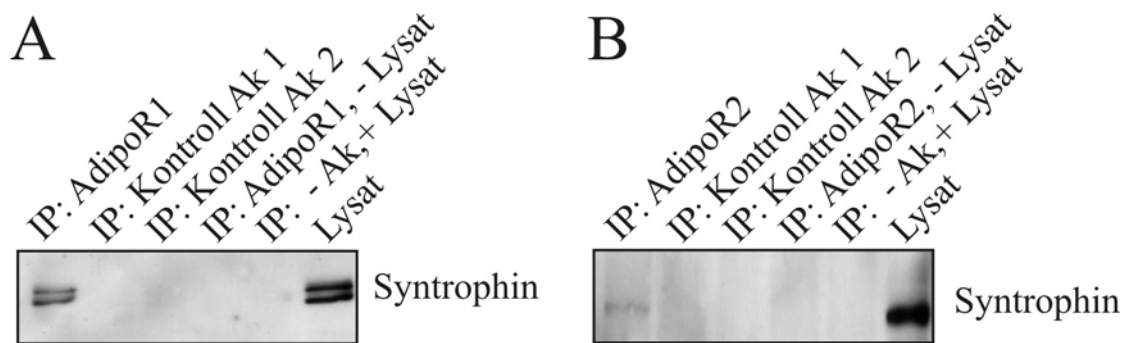 A
IP: AdipoR1
IP: Kontroll Ak 1
IP: Kontroll Ak 2
IP: AdipoR1, - Lysat
IP: - Ak,+ Lysat
Lysat
Syntrophin
B
IP: AdipoR2
IP: Kontroll Ak 1
IP: Kontroll Ak 2
IP: AdipoR2, - Lysat
IP: - Ak,+ Lysat
Lysat
Syntrophin